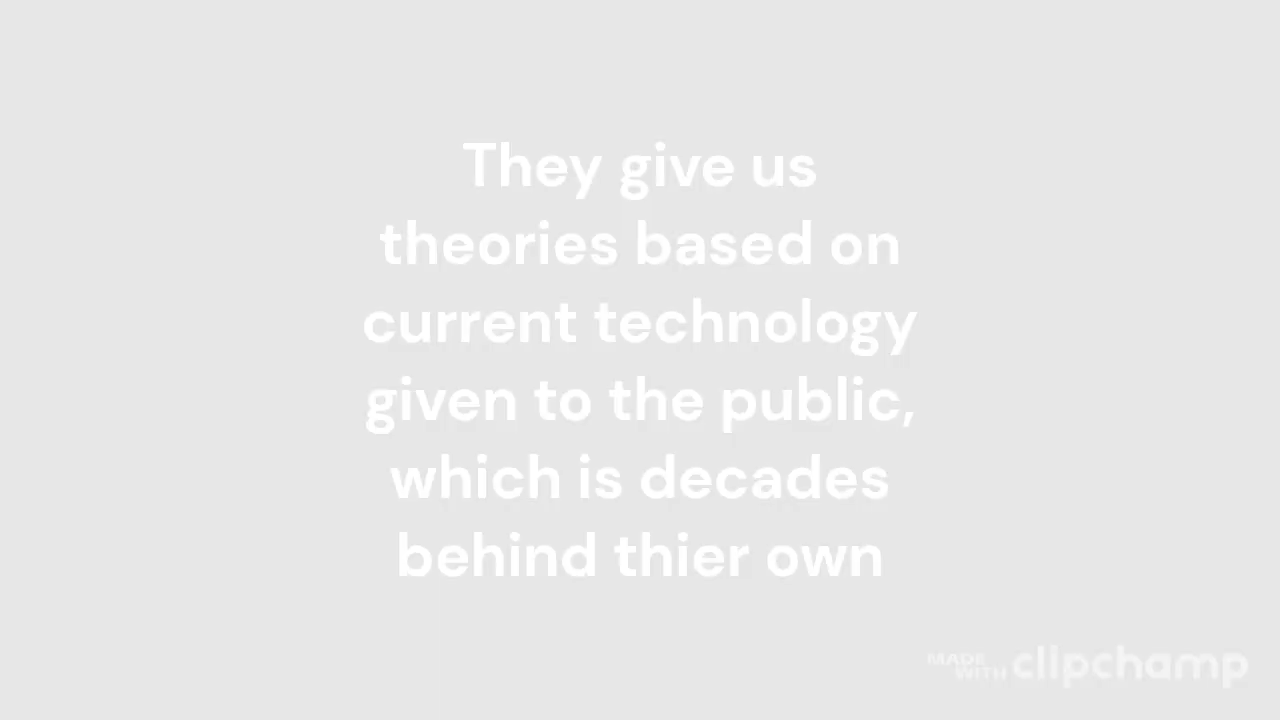 They give us
theories based on
current technology
given to the public,
which is decades
behind thier own
MADE
WITH clipchamp